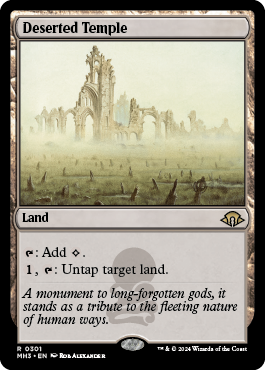 Deserted Temple
Land
: Add .
1, : Untap target land.
A monument to long-forgotten gods, it
stands as a tribute to the fleeting nature
of human ways.
R 0301
MH3 • EN ROB ALEXANDER
™ & © 2024 Wizards of the Coast